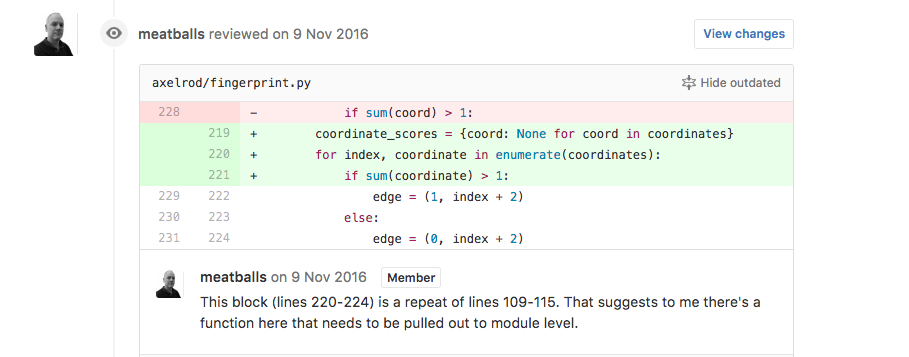 meatballs reviewed on 9 Nov 2016
View changes
axelrod/fingerprint.py
Hide outdated
228 - if sum(coord) > 1:
219 + coordinate_scores = {coord: None for coord in coordinates}
220 + for index, coordinate in enumerate(coordinates):
221 + if sum(coordinate) > 1:
229 222 edge = (1, index + 2)
230 223 else:
231 224 edge = (0, index + 2)
meatballs on 9 Nov 2016 Member
This block (lines 220-224) is a repeat of lines 109-115. That suggests to me there's a
function here that needs to be pulled out to module level.